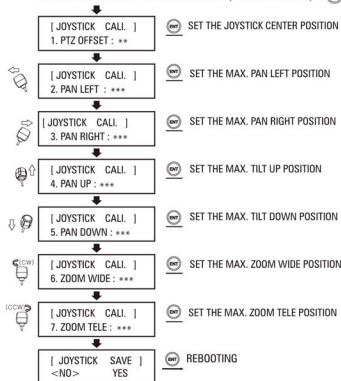 [ JOYSTICK CALI. ]
1. PTZ OFFSET : **
ENT SET THE JOYSTICK CENTER POSITION
[ JOYSTICK CALI. ]
2. PAN LEFT : ***
ENT SET THE MAX. PAN LEFT POSITION
[ JOYSTICK CALI. ]
3. PAN RIGHT : ***
ENT SET THE MAX. PAN RIGHT POSITION
[ JOYSTICK CALI. ]
4. PAN UP : ***
ENT SET THE MAX. TILT UP POSITION
[ JOYSTICK CALI. ]
5. PAN DOWN : ***
ENT SET THE MAX. TILT DOWN POSITION
(CW)
[ JOYSTICK CALI. ]
6. ZOOM WIDE : ***
ENT SET THE MAX. ZOOM WIDE POSITION
(CCW)
[ JOYSTICK CALI. ]
7. ZOOM TELE : ***
ENT SET THE MAX. ZOOM TELE POSITION
[ JOYSTICK SAVE ]
<NO> YES
ENT REBOOTING